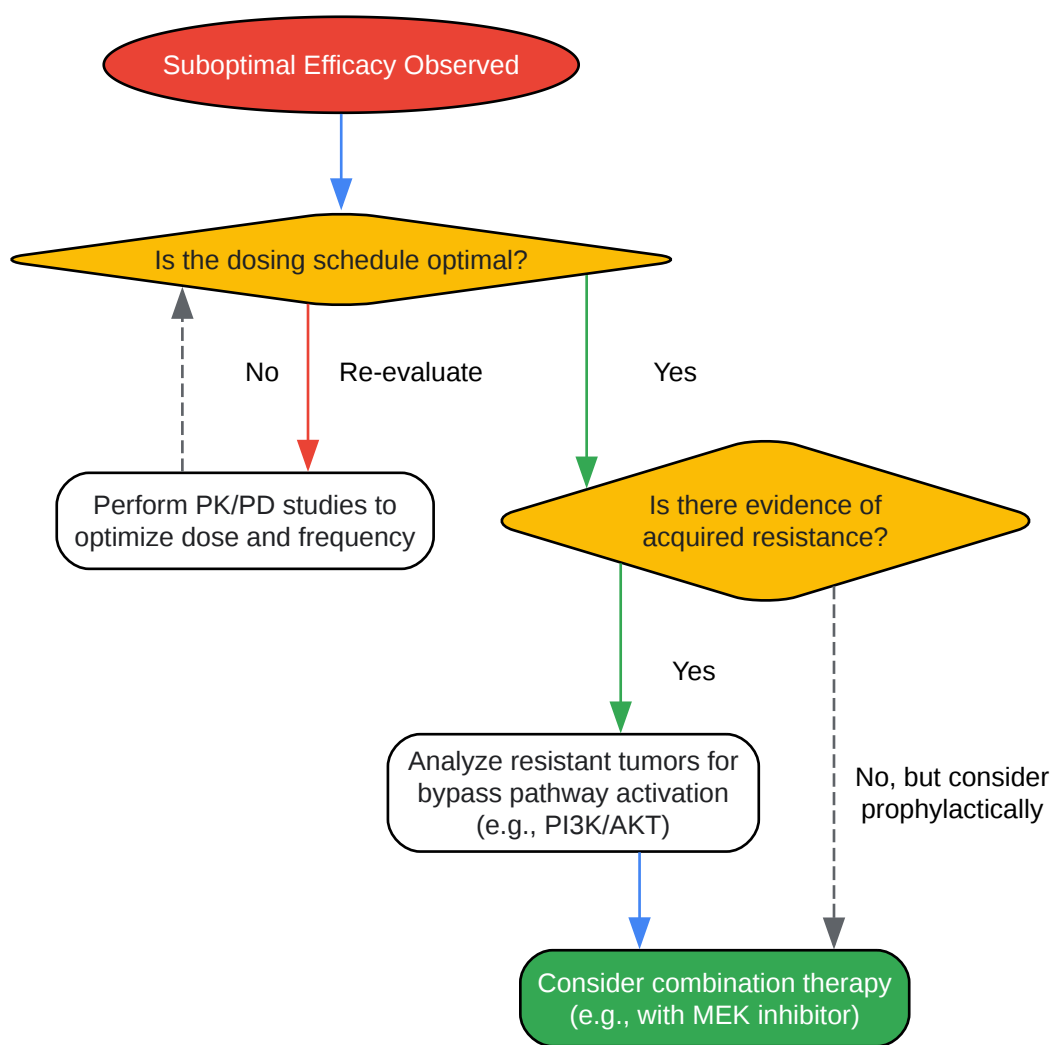 Suboptimal Efficacy Observed
Is the dosing schedule optimal?
No
Re-evaluate
Yes
Perform PK/PD studies to
optimize dose and frequency
Is there evidence of
acquired resistance?
Yes
Analyze resistant tumors for
bypass pathway activation
(e.g., PI3K/AKT)
No, but consider
prophylactically
Consider combination therapy
(e.g., with MEK inhibitor)